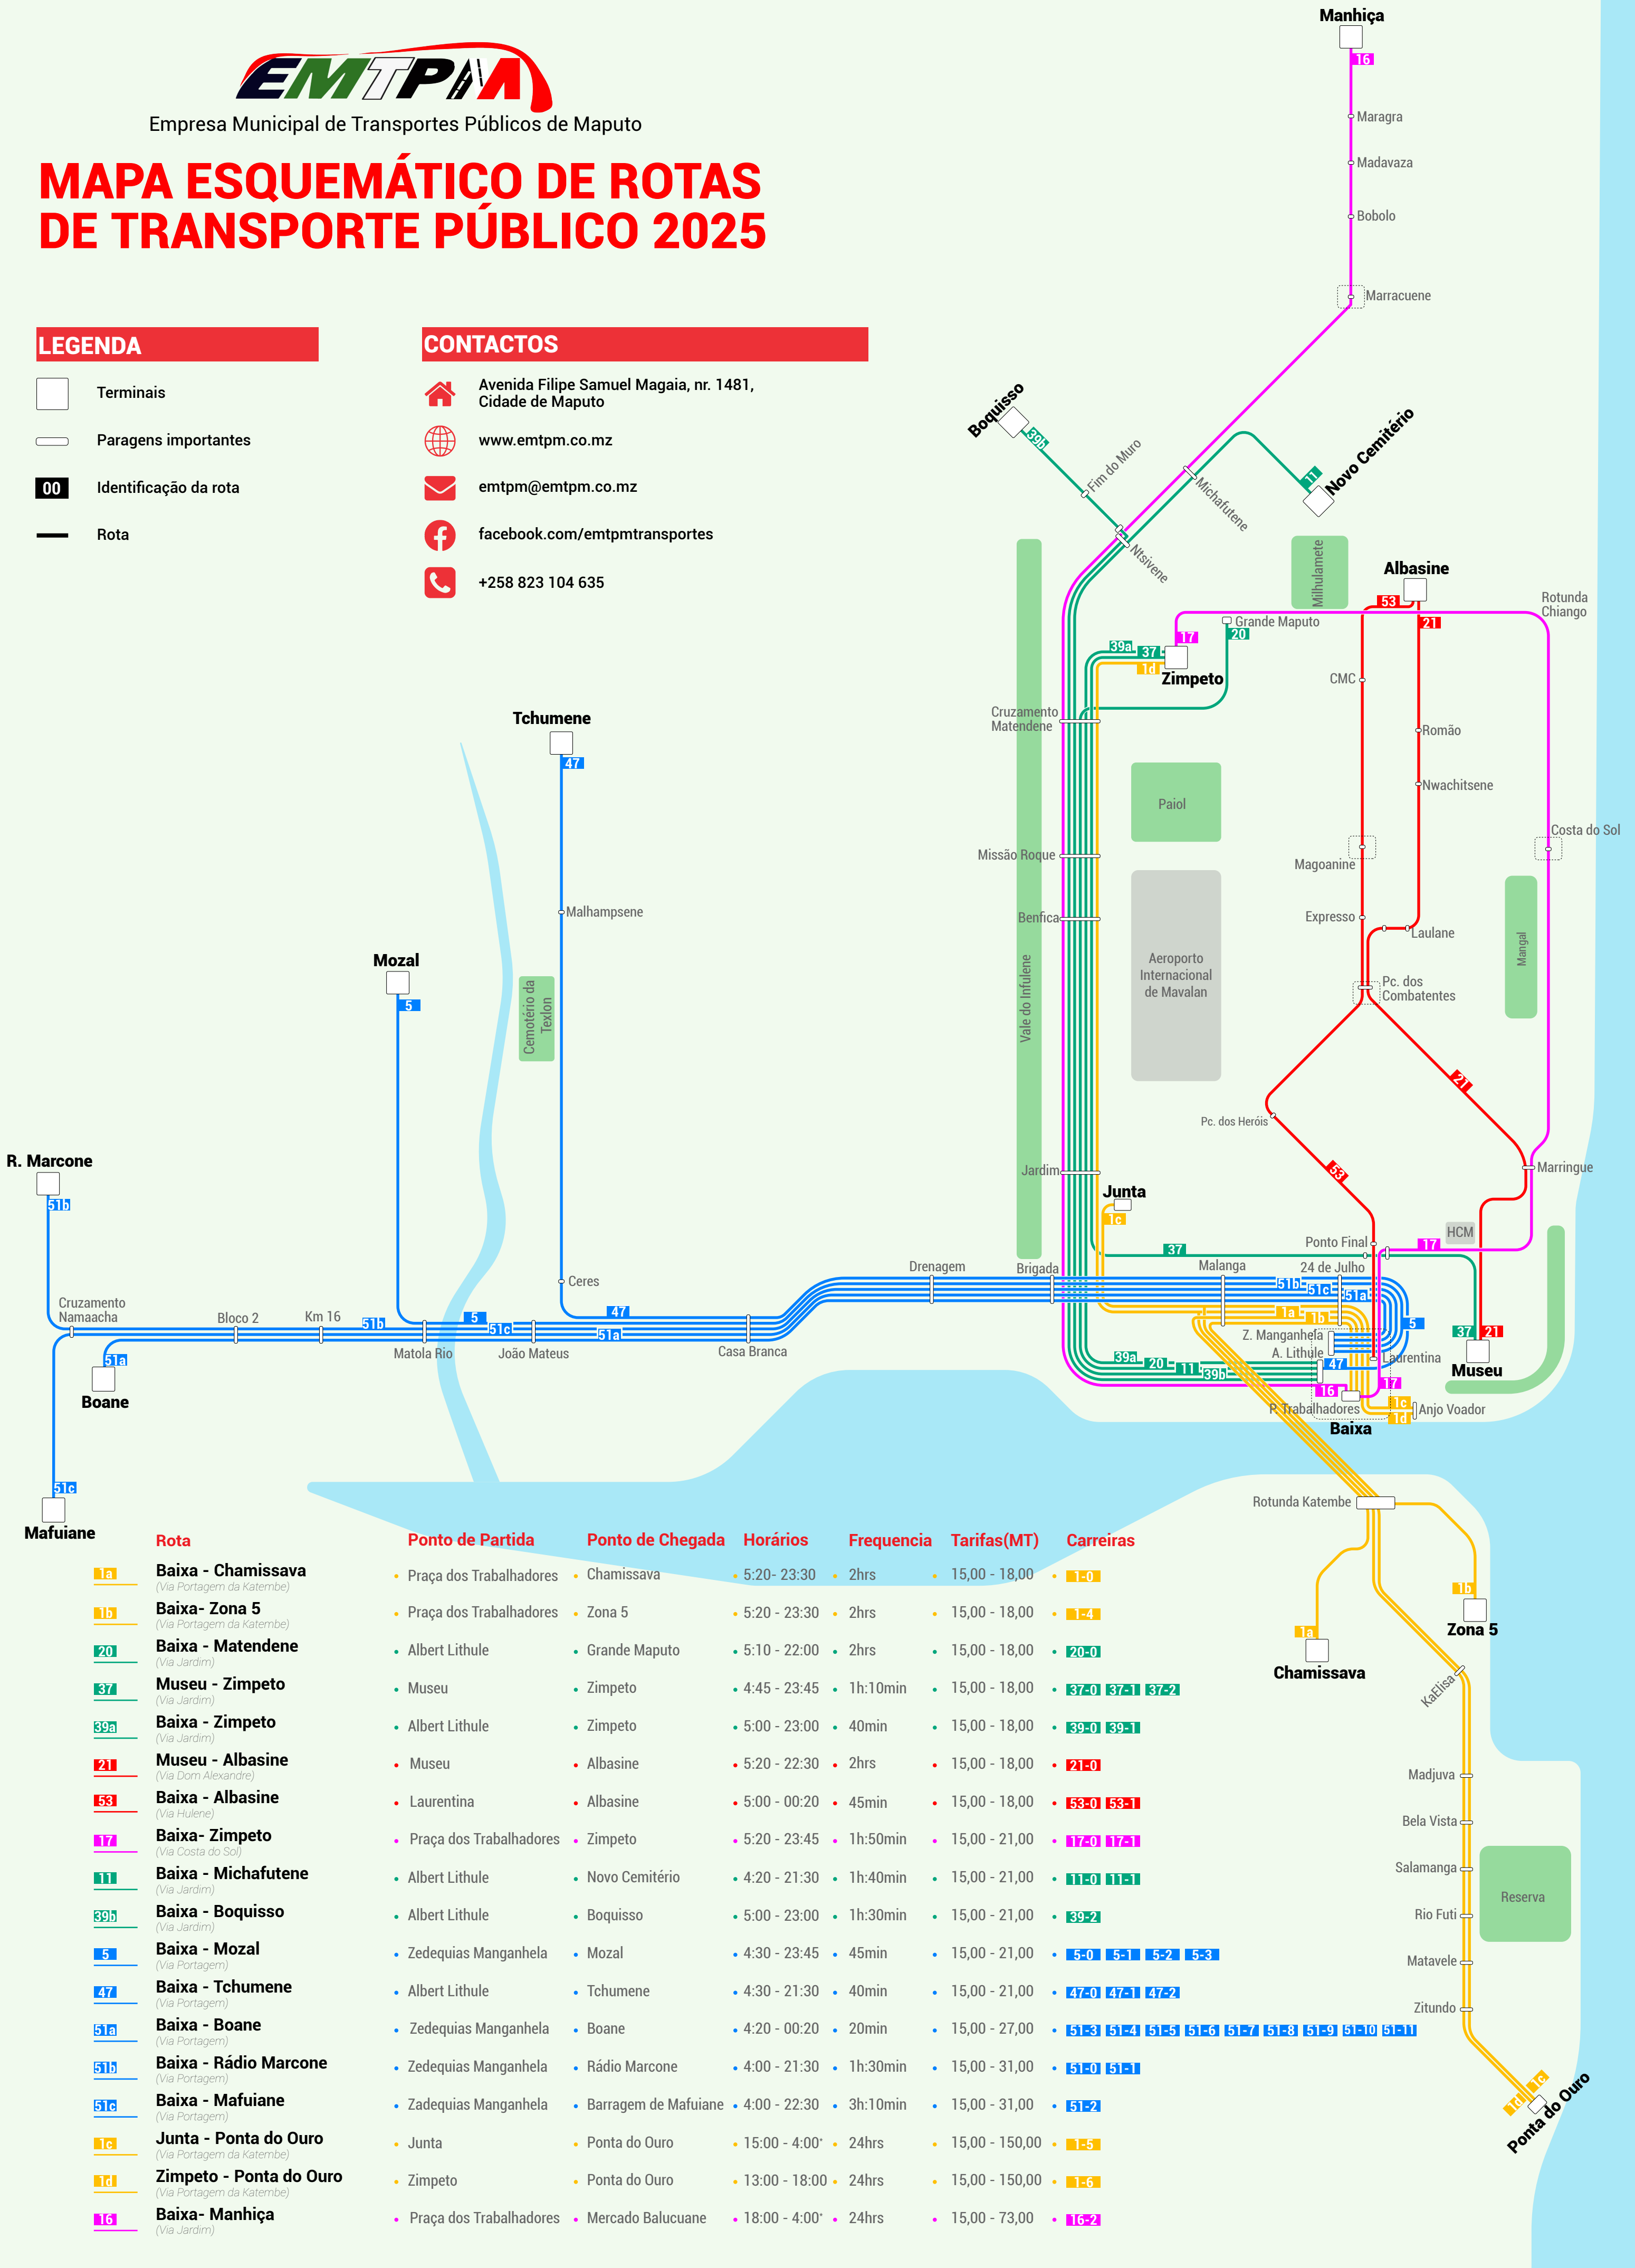 EMTPM
Empresa Municipal de Transportes Públicos de Maputo
MAPA ESQUEMÁTICO DE ROTAS
DE TRANSPORTE PÚBLICO 2025
LEGENDA
Terminais
Paragens importantes
00
Identificação da rota
Rota
CONTACTOS
Avenida Filipe Samuel Magaia, nr. 1481,
Cidade de Maputo
www.emtpm.co.mz
emtpm@emtpm.co.mz
facebook.com/emtpmtransportes
+258 823 104 635
Manhiça
16
Maragra
Madavaza
Bobolo
Marracuene
Boquisso
39b
Fim do Muro
Novo Cemitério
11
Michafutene
Ntsivene
Milhulamete
Albasine
53
21
Rotunda
Chiango
Grande Maputo
20
17
39a
37
1d
Zimpeto
CMC
Cruzamento
Matendene
Romão
Nwachitsene
Paiol
Costa do Sol
Missão Roque
Magoanine
Benfica
Expresso
Laulane
Mangal
Vale do Infulene
Aeroporto
Internacional
de Mavalan
Pc. dos
Combatentes
21
Pc. dos Heróis
53
Jardim
Marringue
Junta
1c
HCM
Ponto Final
17
37
Tchumene
47
Malhampsene
Mozal
5
Cemotério da
Texlon
R. Marcone
51b
Ceres
Drenagem
Brigada
Malanga
24 de Julho
51b
51c
51a
Cruzamento
Namaacha
Bloco 2
Km 16
51b
5
51c
47
51a
1a
1b
5
Z. Manganhela
A. Lithule
37
21
Matola Rio
João Mateus
Casa Branca
39a
20
11
39b
47
Laurentina
Museu
51a
Boane
16
17
P. Trabalhadores
1c
1d
Anjo Voador
Baixa
51c
Mafuiane
Rotunda Katembe
1b
Zona 5
1a
Chamissava
KaElisa
Madjuva
Bela Vista
Salamanga
Reserva
Rio Futi
Matavele
Zitundo
1c
1d
Ponta do Ouro
Rota Ponto de Partida Ponto de Chegada Horários Frequencia Tarifas(MT) Carreiras
1a Baixa - Chamissava Praça dos Trabalhadores Chamissava 5:20- 23:30 2hrs 15,00 - 18,00 1-0
(Via Portagem da Katembe)
1b Baixa- Zona 5 Praça dos Trabalhadores Zona 5 5:20 - 23:30 2hrs 15,00 - 18,00 1-4
(Via Portagem da Katembe)
20 Baixa - Matendene Albert Lithule Grande Maputo 5:10 - 22:00 2hrs 15,00 - 18,00 20-0
(Via Jardim)
37 Museu - Zimpeto Museu Zimpeto 4:45 - 23:45 1h:10min 15,00 - 18,00 37-0 37-1 37-2
(Via Jardim)
39a Baixa - Zimpeto Albert Lithule Zimpeto 5:00 - 23:00 40min 15,00 - 18,00 39-0 39-1
(Via Jardim)
21 Museu - Albasine Museu Albasine 5:20 - 22:30 2hrs 15,00 - 18,00 21-0
(Via Dom Alexandre)
53 Baixa - Albasine Laurentina Albasine 5:00 - 00:20 45min 15,00 - 18,00 53-0 53-1
(Via Hulene)
17 Baixa- Zimpeto Praça dos Trabalhadores Zimpeto 5:20 - 23:45 1h:50min 15,00 - 21,00 17-0 17-1
(Via Costa do Sol)
11 Baixa - Michafutene Albert Lithule Novo Cemitério 4:20 - 21:30 1h:40min 15,00 - 21,00 11-0 11-1
(Via Jardim)
39b Baixa - Boquisso Albert Lithule Boquisso 5:00 - 23:00 1h:30min 15,00 - 21,00 39-2
(Via Jardim)
5 Baixa - Mozal Zedequias Manganhela Mozal 4:30 - 23:45 45min 15,00 - 21,00 5-0 5-1 5-2 5-3
(Via Portagem)
47 Baixa - Tchumene Albert Lithule Tchumene 4:30 - 21:30 40min 15,00 - 21,00 47-0 47-1 47-2
(Via Portagem)
51a Baixa - Boane Zedequias Manganhela Boane 4:20 - 00:20 20min 15,00 - 27,00 51-3 51-4 51-5 51-6 51-7 51-8 51-9 51-10 51-11
(Via Portagem)
51b Baixa - Rádio Marcone Zedequias Manganhela Rádio Marcone 4:00 - 21:30 1h:30min 15,00 - 31,00 51-0 51-1
(Via Portagem)
51c Baixa - Mafuiane Zadequias Manganhela Barragem de Mafuiane 4:00 - 22:30 3h:10min 15,00 - 31,00 51-2
(Via Portagem)
1c Junta - Ponta do Ouro Junta Ponta do Ouro 15:00 - 4:00* 24hrs 15,00 - 150,00 1-5
(Via Portagem da Katembe)
1d Zimpeto - Ponta do Ouro Zimpeto Ponta do Ouro 13:00 - 18:00 24hrs 15,00 - 150,00 1-6
(Via Portagem da Katembe)
16 Baixa- Manhiça Praça dos Trabalhadores Mercado Balucuane 18:00 - 4:00* 24hrs 15,00 - 73,00 16-2
(Via Jardim)